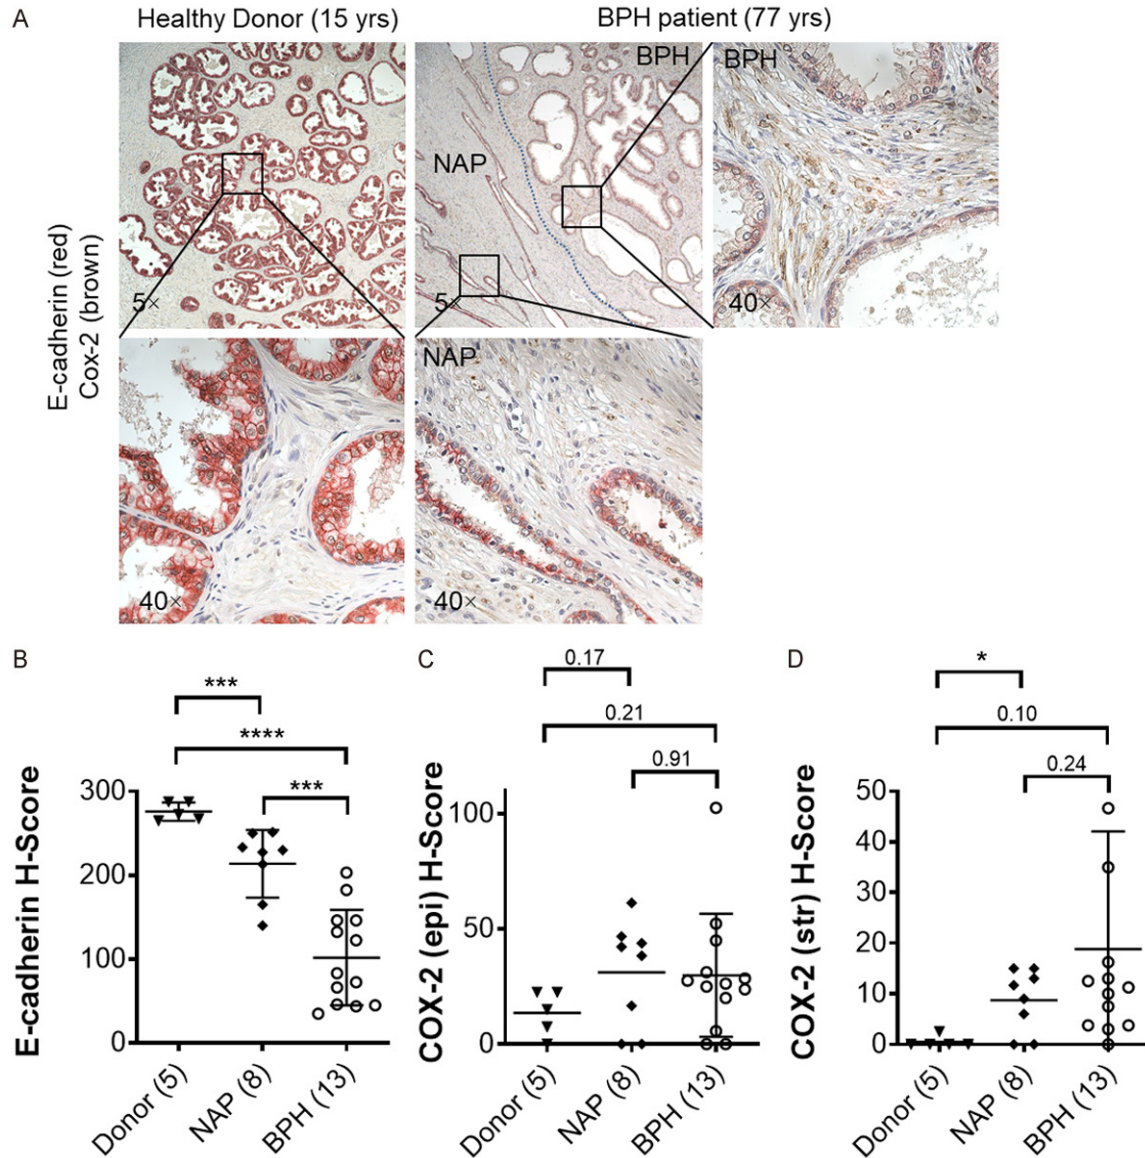 A
Healthy Donor (15 yrs)
BPH patient (77 yrs)
E-cadherin (red)
Cox-2 (brown)
5×
NAP
BPH
5×
BPH
40×
40×
NAP
40×
B
***
****
***
E-cadherin H-Score
300
200
100
0
Donor (5)
NAP (8)
BPH (13)
C
0.17
0.21
0.91
COX-2 (epi) H-Score
100
50
0
Donor (5)
NAP (8)
BPH (13)
D
*
0.10
0.24
COX-2 (str) H-Score
50
40
30
20
10
0
Donor (5)
NAP (8)
BPH (13)